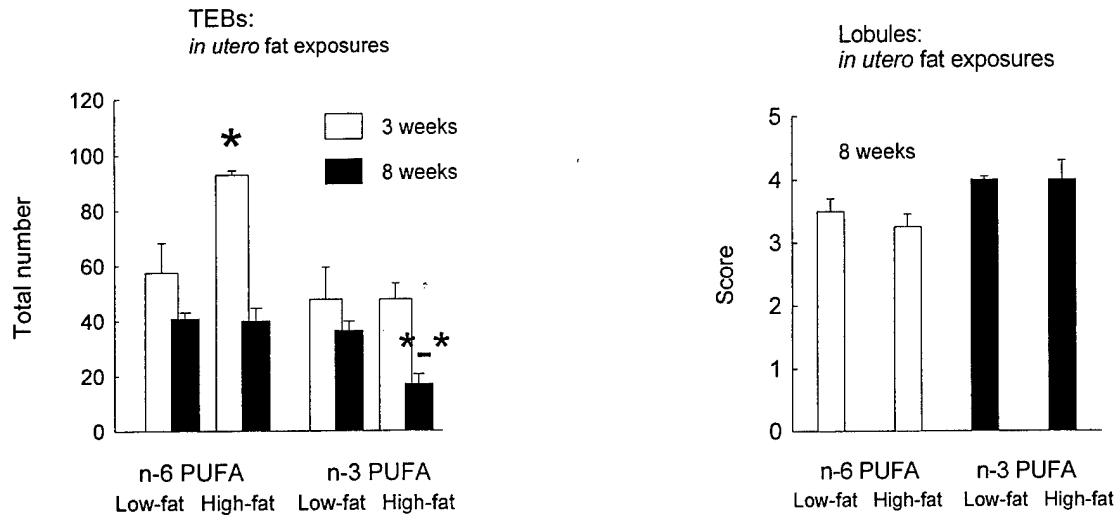 TEBs:
in utero fat exposures
120
100
80
60
40
20
0
Total number
*
3 weeks
8 weeks
*-*
n-6 PUFA
n-3 PUFA
Low-fat High-fat Low-fat High-fat
Lobules:
in utero fat exposures
5
4
3
2
1
0
Score
8 weeks
n-6 PUFA
n-3 PUFA
Low-fat High-fat Low-fat High-fat